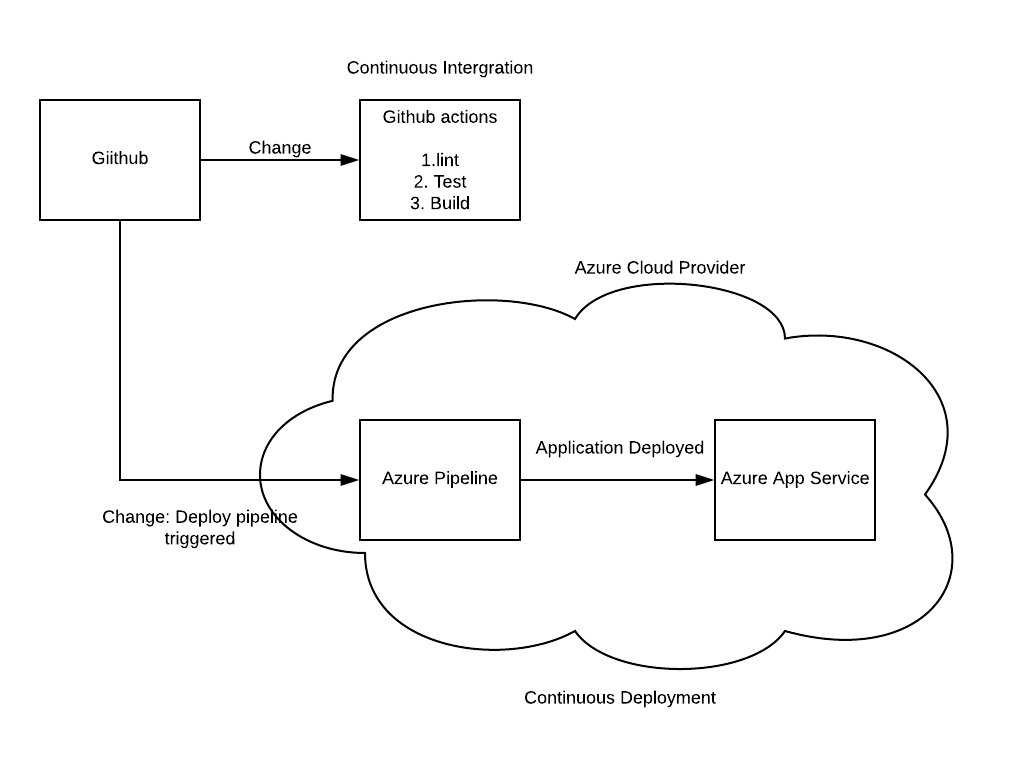 Continuous Intergration
Giithub
Change
Github actions
1.lint
2. Test
3. Build
Azure Cloud Provider
Azure Pipeline
Application Deployed
Azure App Service
Change: Deploy pipeline
triggered
Continuous Deployment